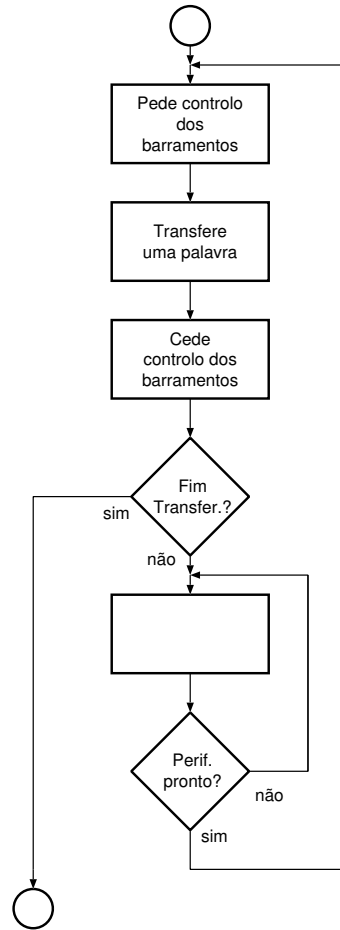 Pede controlo
dos
barramentos
Transfere
uma palavra
Cede
controlo dos
barramentos
Fim
Transfer.?
sim
não
Perif.
pronto?
não
sim